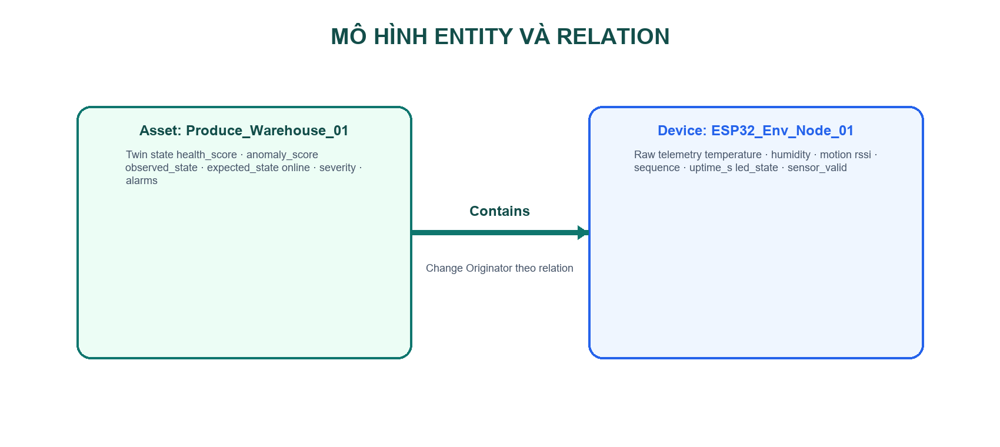 MÔ HÌNH ENTITY VÀ RELATION
Asset: Produce_Warehouse_01
Twin state health_score · anomaly_score
observed_state · expected_state online · severity ·
alarms
Contains
Change Originator theo relation
Device: ESP32_Env_Node_01
Raw telemetry temperature · humidity · motion rssi ·
sequence · uptime_s led_state · sensor_valid